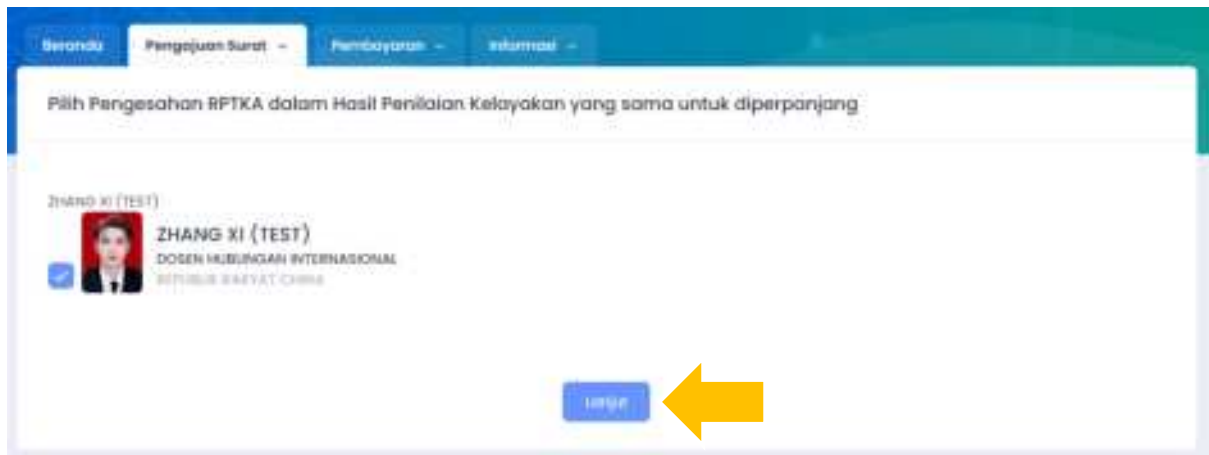 Beranda Pengajuan Surat Pembayaran Informasi
Pilih Pengesahan RPTKA dalam Hasil Penilaian Kelayakan yang sama untuk diperpanjang
ZHANG XI (TEST)
ZHANG XI (TEST)
DOSEN HUBUNGAN INTERNASIONAL
REPUBLIK RAKYAT CHINA
Lanjut